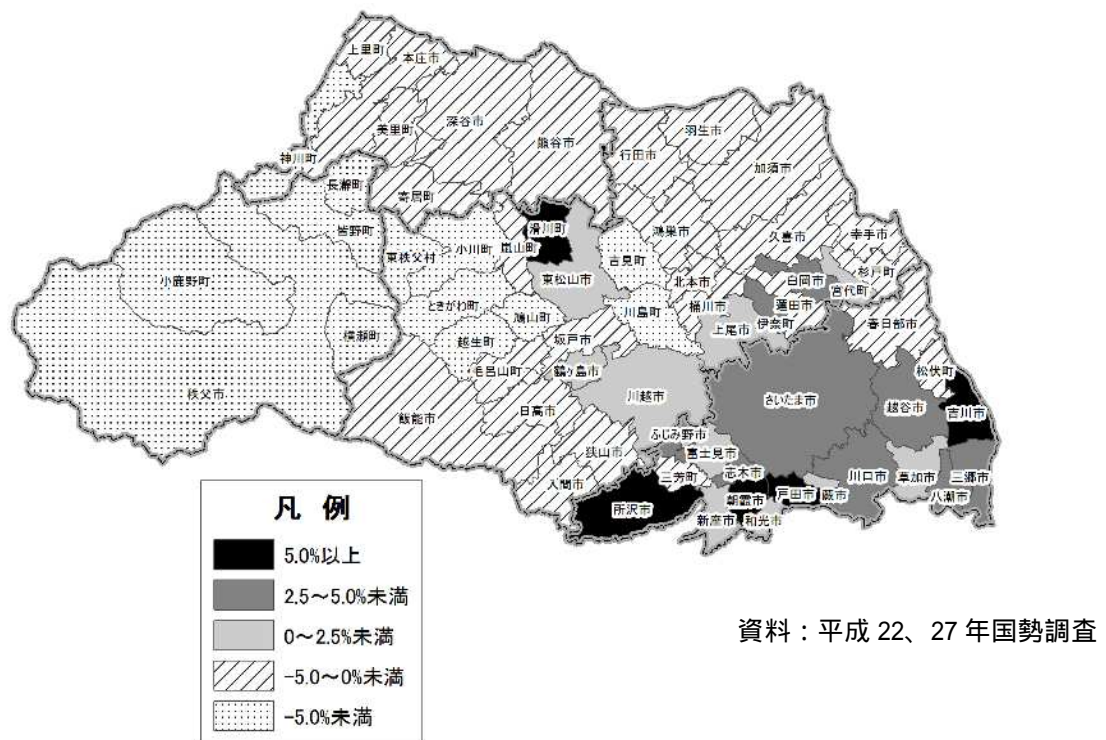 上里町
本庄市
美里町
深谷市
熊谷市
神川町
長瀞町
寄居町
行田市
羽生市
加須市
皆野町
小鹿野町
東秩父村
小川町
嵐山町
滑川町
東松山市
吉見町
鴻巣市
北本市
久喜市
幸手市
白岡市
杉戸町
宮代町
横瀬町
秩父市
ときがわ町
越生町
鳩山町
毛呂山町
坂戸市
鶴ヶ島市
川島町
桶川市
上尾市
伊奈町
蓮田市
春日部市
松伏町
飯能市
日高市
川越市
さいたま市
越谷市
吉川市
狭山市
入間市
ふじみ野市
富士見市
三芳町
志木市
所沢市
新座市
朝霞市
和光市
戸田市
蕨市
川口市
草加市
八潮市
三郷市
凡 例
5.0%以上
2.5～5.0%未満
0～2.5%未満
-5.0～0%未満
-5.0%未満
資料：平成 22、27 年国勢調査